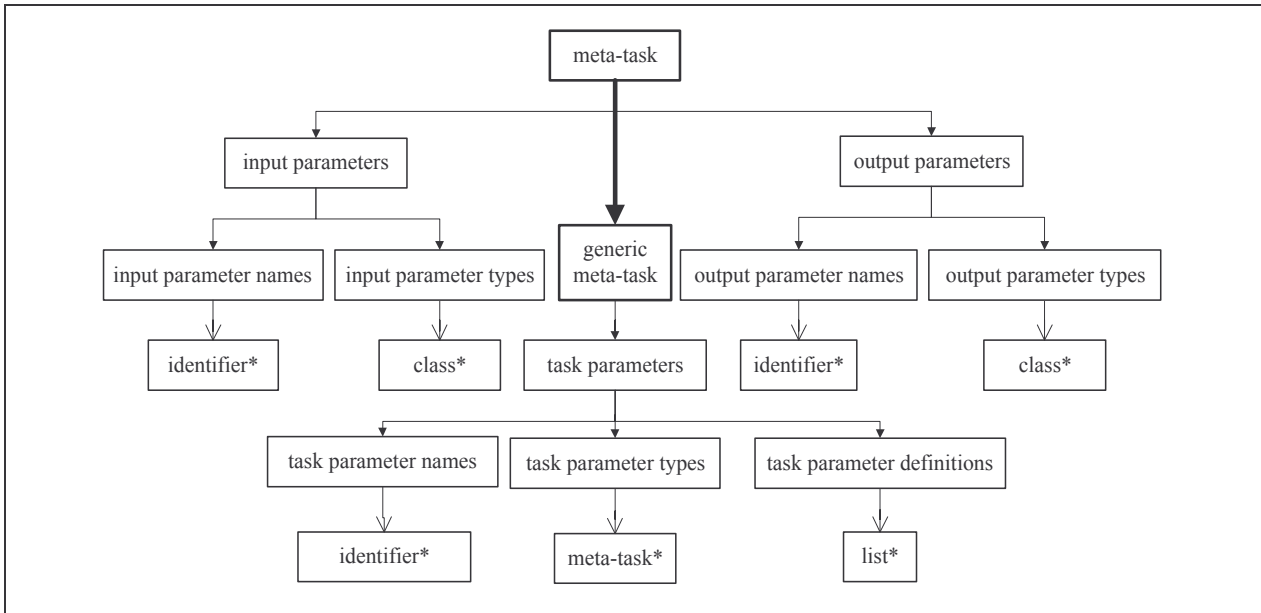 meta-task
input parameters
output parameters
generic
meta-task
input parameter names
input parameter types
output parameter names
output parameter types
identifier*
class*
task parameters
identifier*
class*
task parameter names
task parameter types
task parameter definitions
identifier*
meta-task*
list*